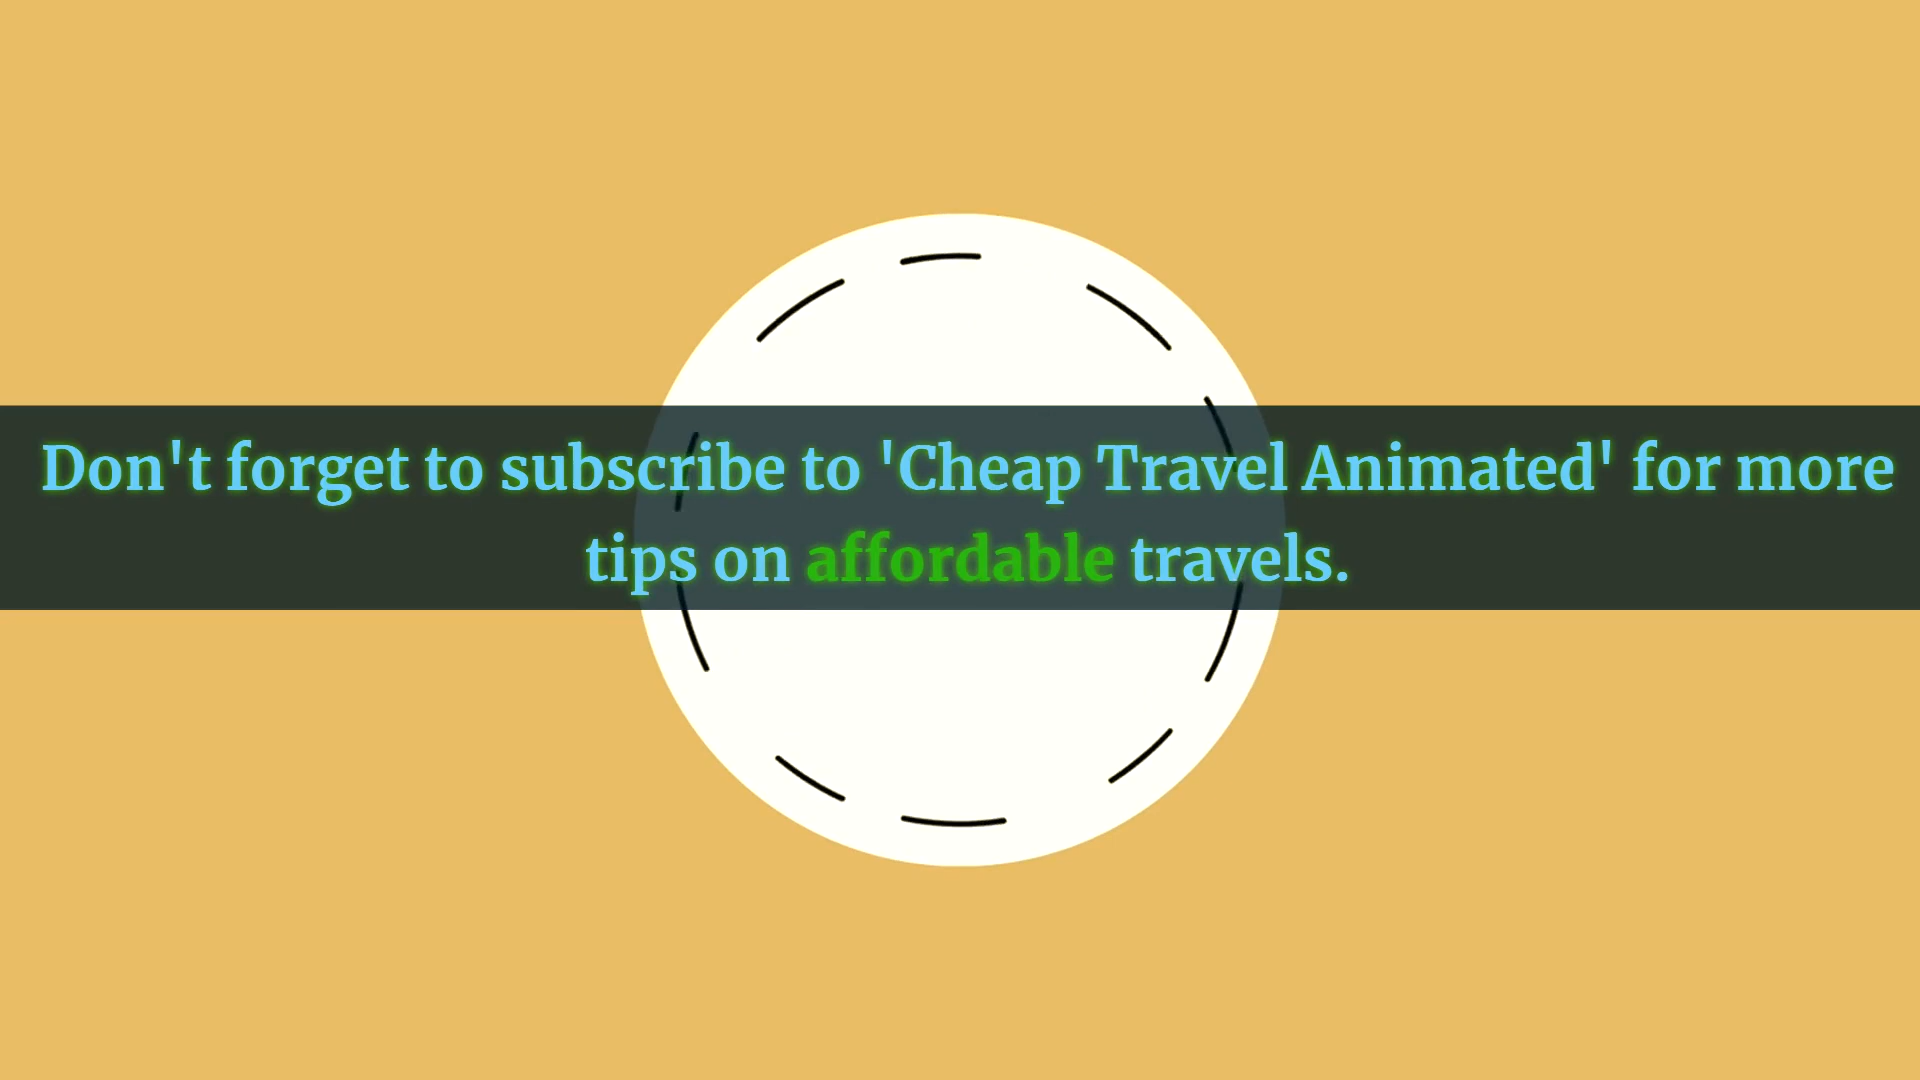 Don't forget to subscribe to 'Cheap Travel Animated' for more
tips on affordable travels.